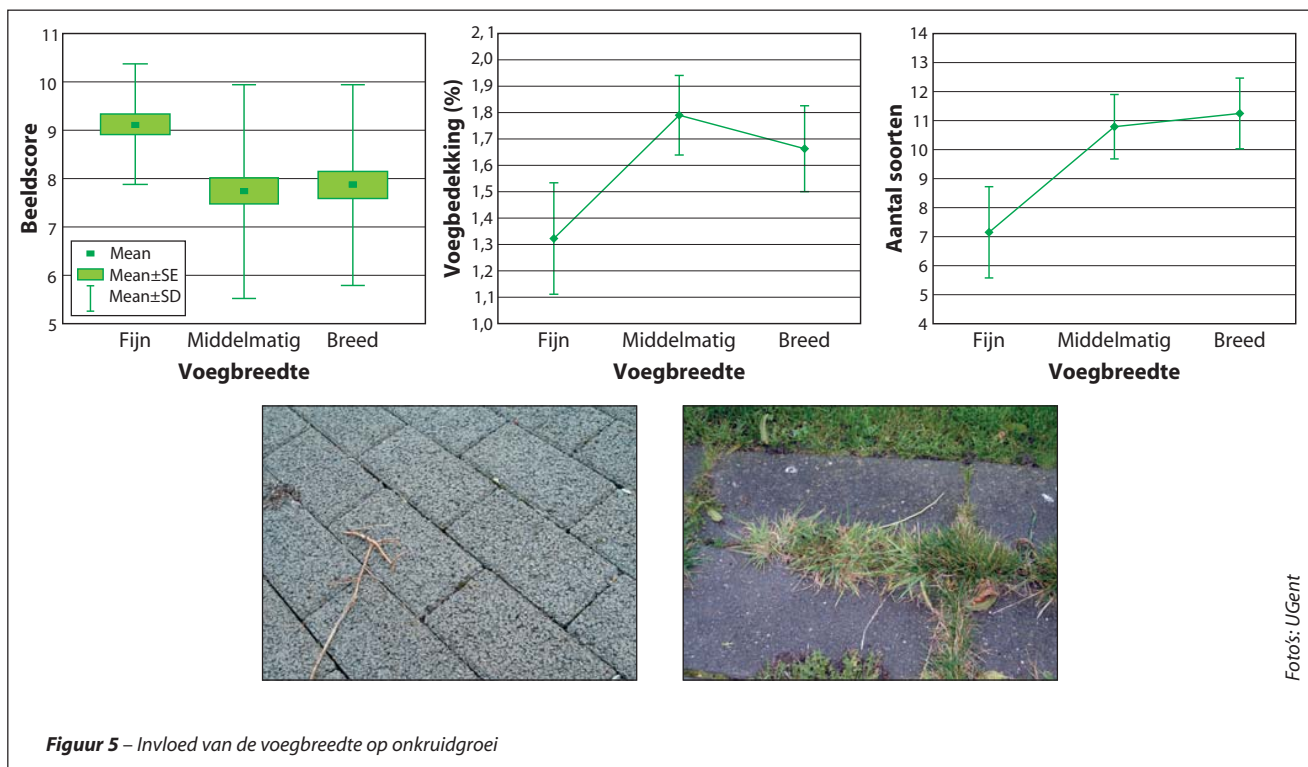 11
10
9
8
7
6
5
Beeldscore
Mean
Mean±SE
Mean±SD
Fijn Middelmatig Breed
Voegbreedte
2,1
2,0
1,9
1,8
1,7
1,6
1,5
1,4
1,3
1,2
1,1
1,0
Voegbedekking (%)
Fijn Middelmatig Breed
Voegbreedte
14
13
12
11
10
9
8
7
6
5
4
Aantal soorten
Fijn Middelmatig Breed
Voegbreedte
Foto's: UGent
Figuur 5 – Invloed van de voegbreedte op onkruidgroei